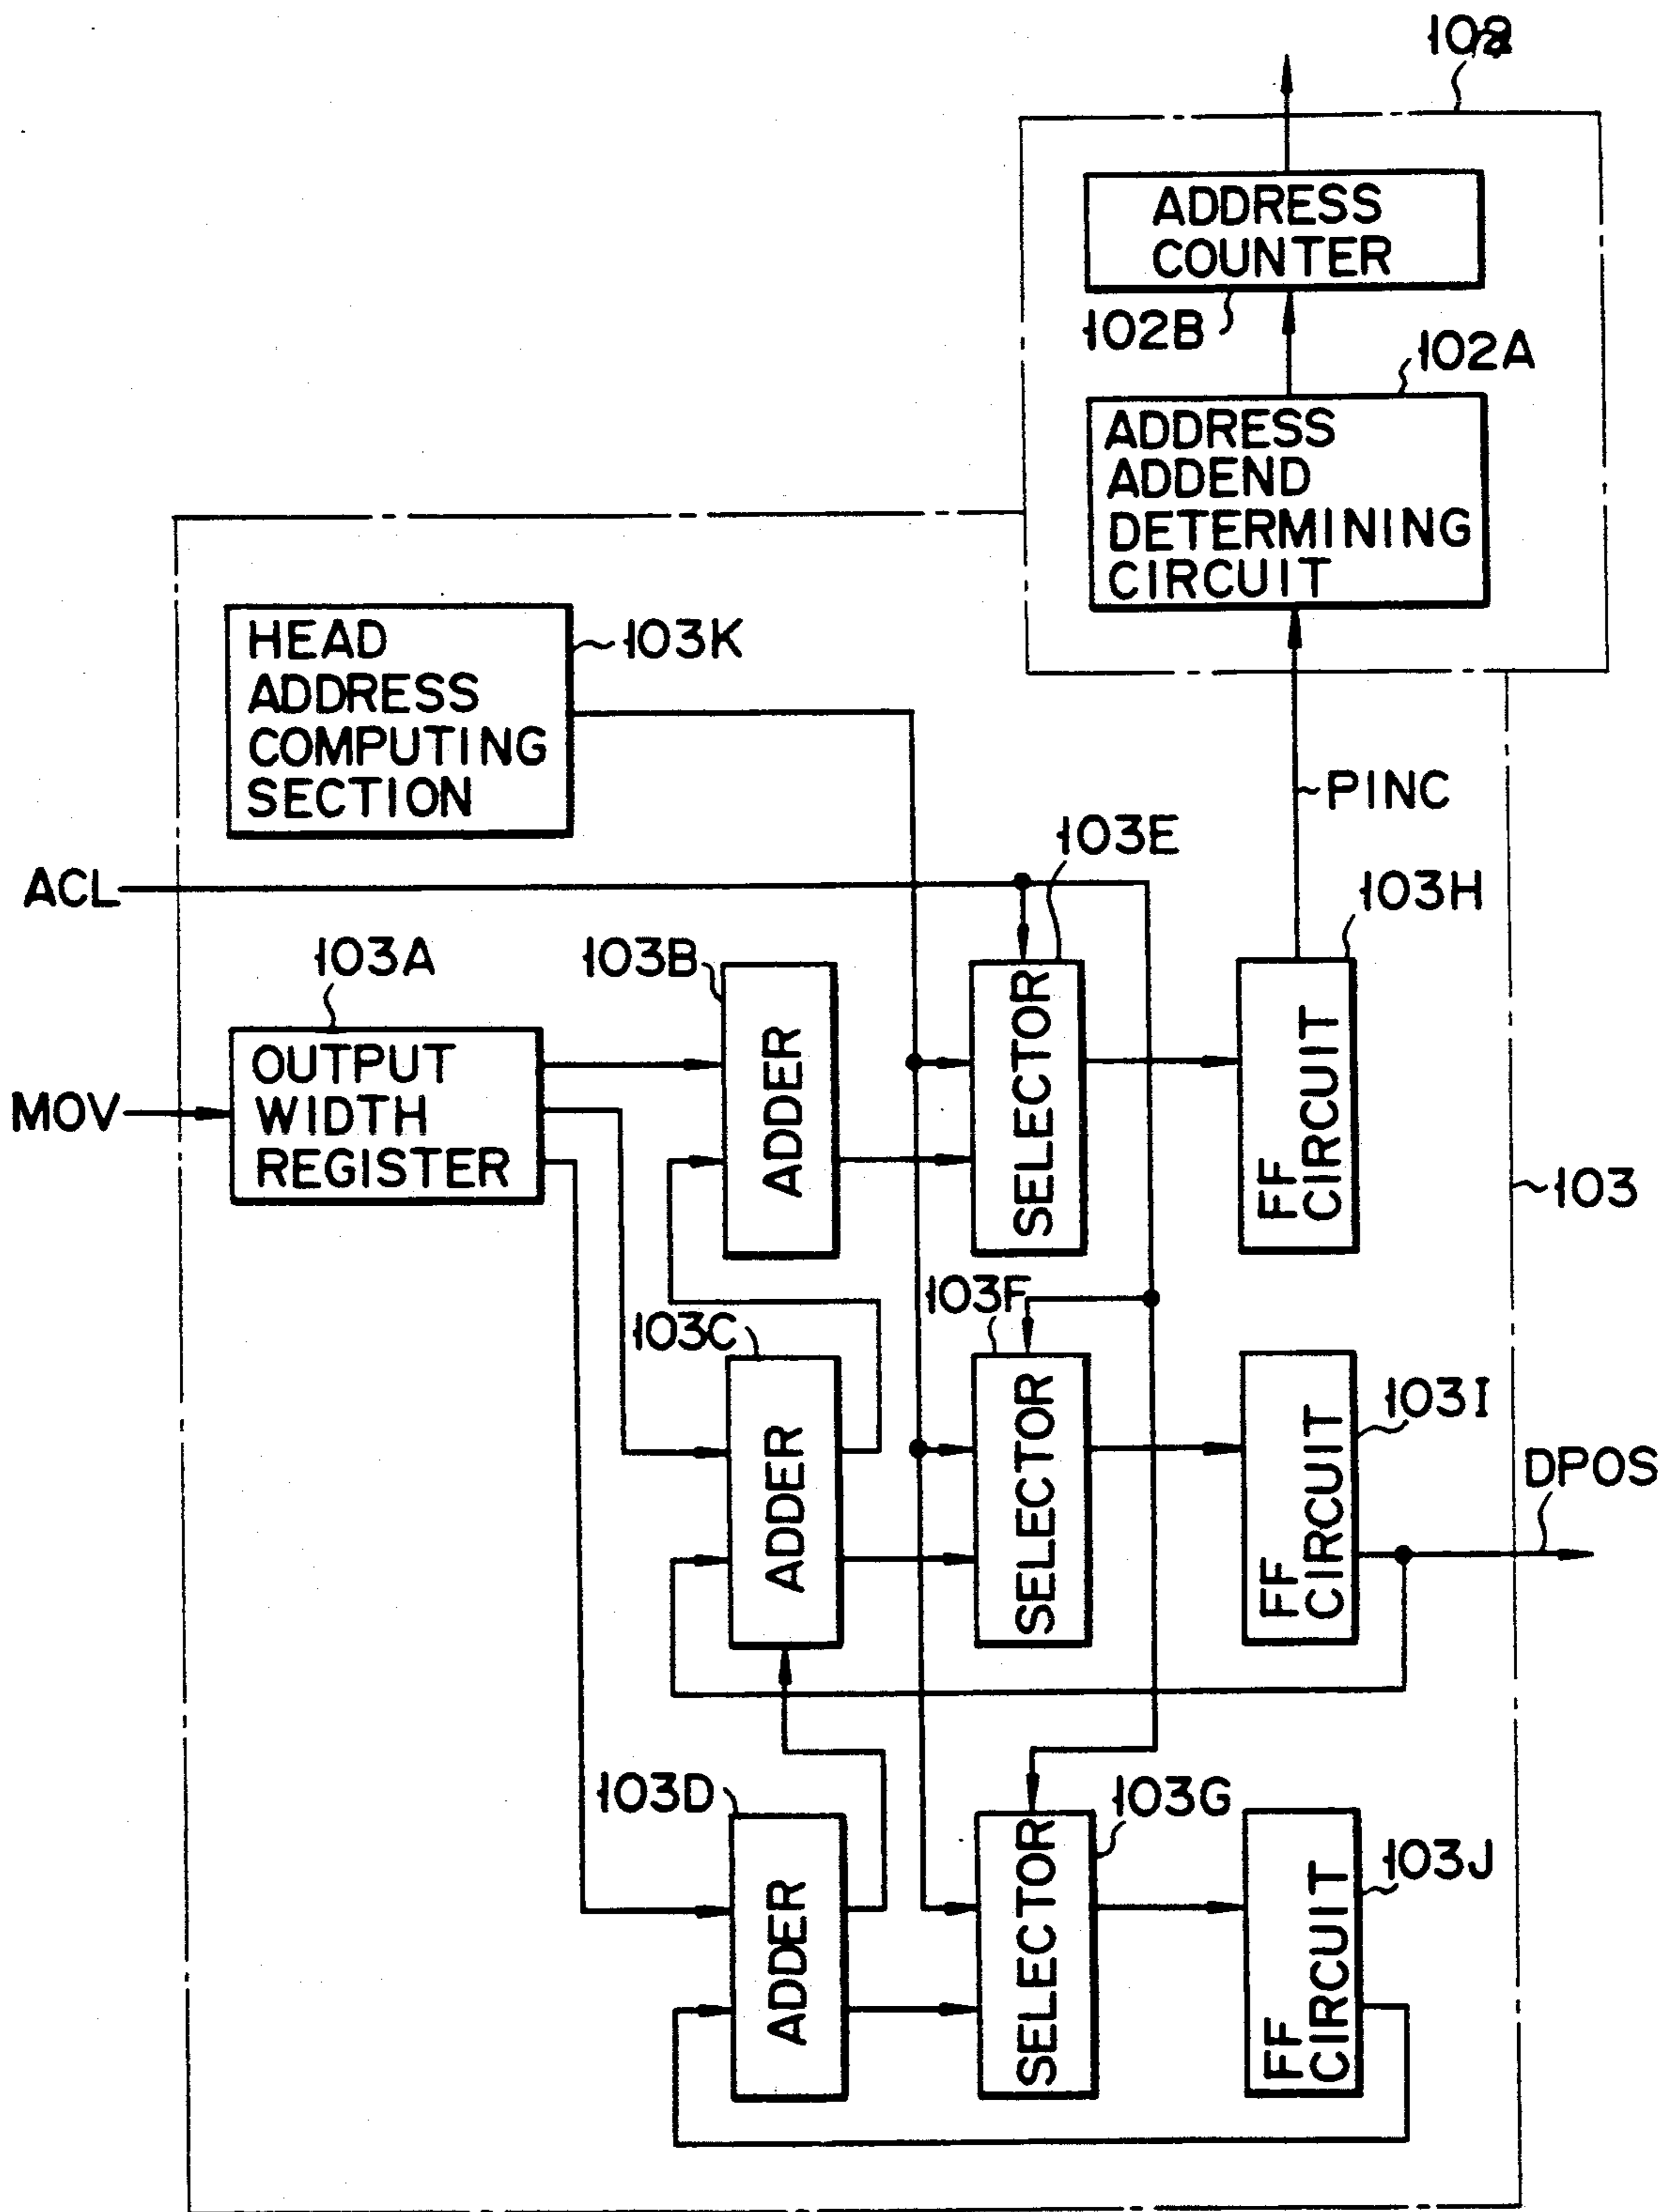 102
ADDRESS
COUNTER
102B
102A
ADDRESS
ADDEND
DETERMINING
CIRCUIT
HEAD
ADDRESS
COMPUTING
SECTION
103K
PINC
103E
ACL
103H
103A
103B
OUTPUT
WIDTH
REGISTER
ADDER
SELECTOR
FF
CIRCUIT
MOV
103
103F
103C
ADDER
SELECTOR
FF
CIRCUIT
103I
DPOS
103D
103G
103J
ADDER
SELECTOR
FF
CIRCUIT